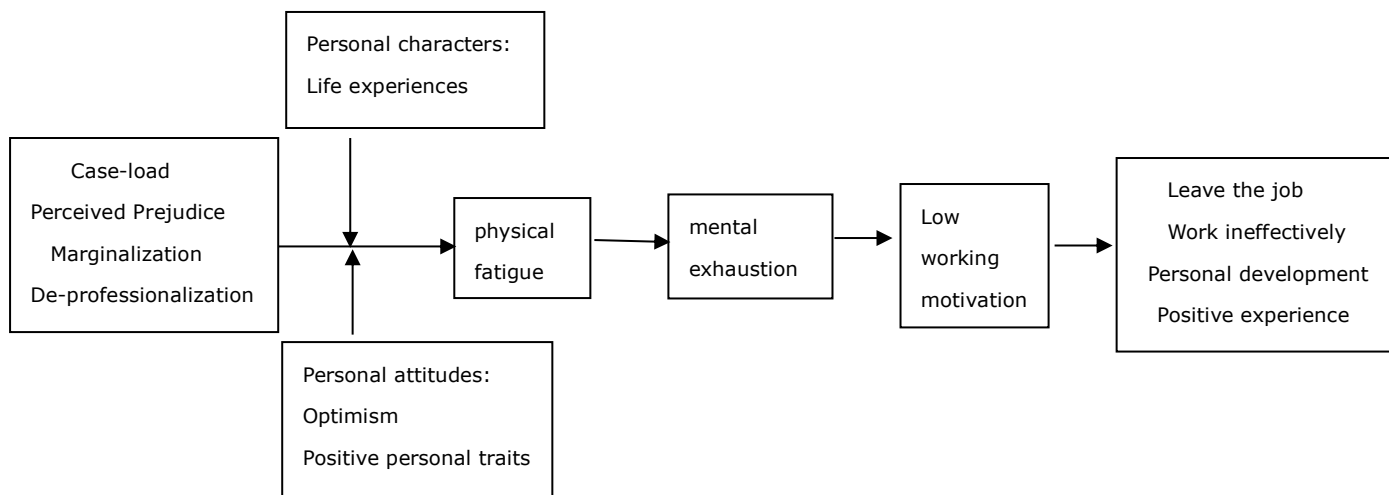 Personal characters:
Life experiences
Case-load
Perceived Prejudice
Marginalization
De-professionalization
Personal attitudes:
Optimism
Positive personal traits
physical
fatigue
mental
exhaustion
Low
working
motivation
Leave the job
Work ineffectively
Personal development
Positive experience